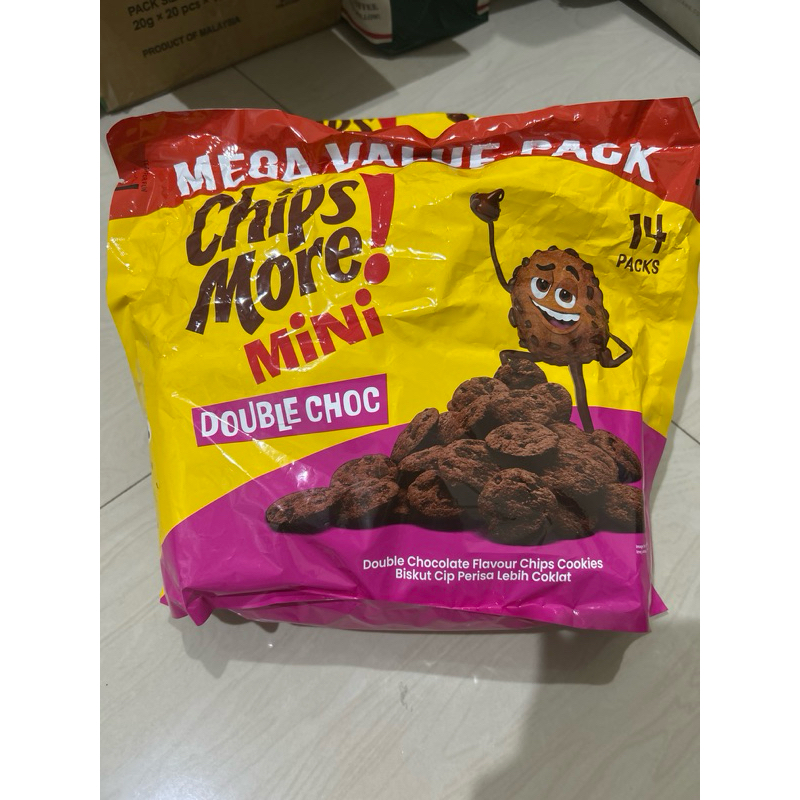 PACK
20g × 20 pcs ×
PRODUCT OF MALAYSIA
MEGA VALUE PACK
Chips
More!
MiNi
DOUBLE CHOC
14
PACKS
Double Chocolate Flavour Chips Cookies
Biskut Cip Perisa Lebih Coklat